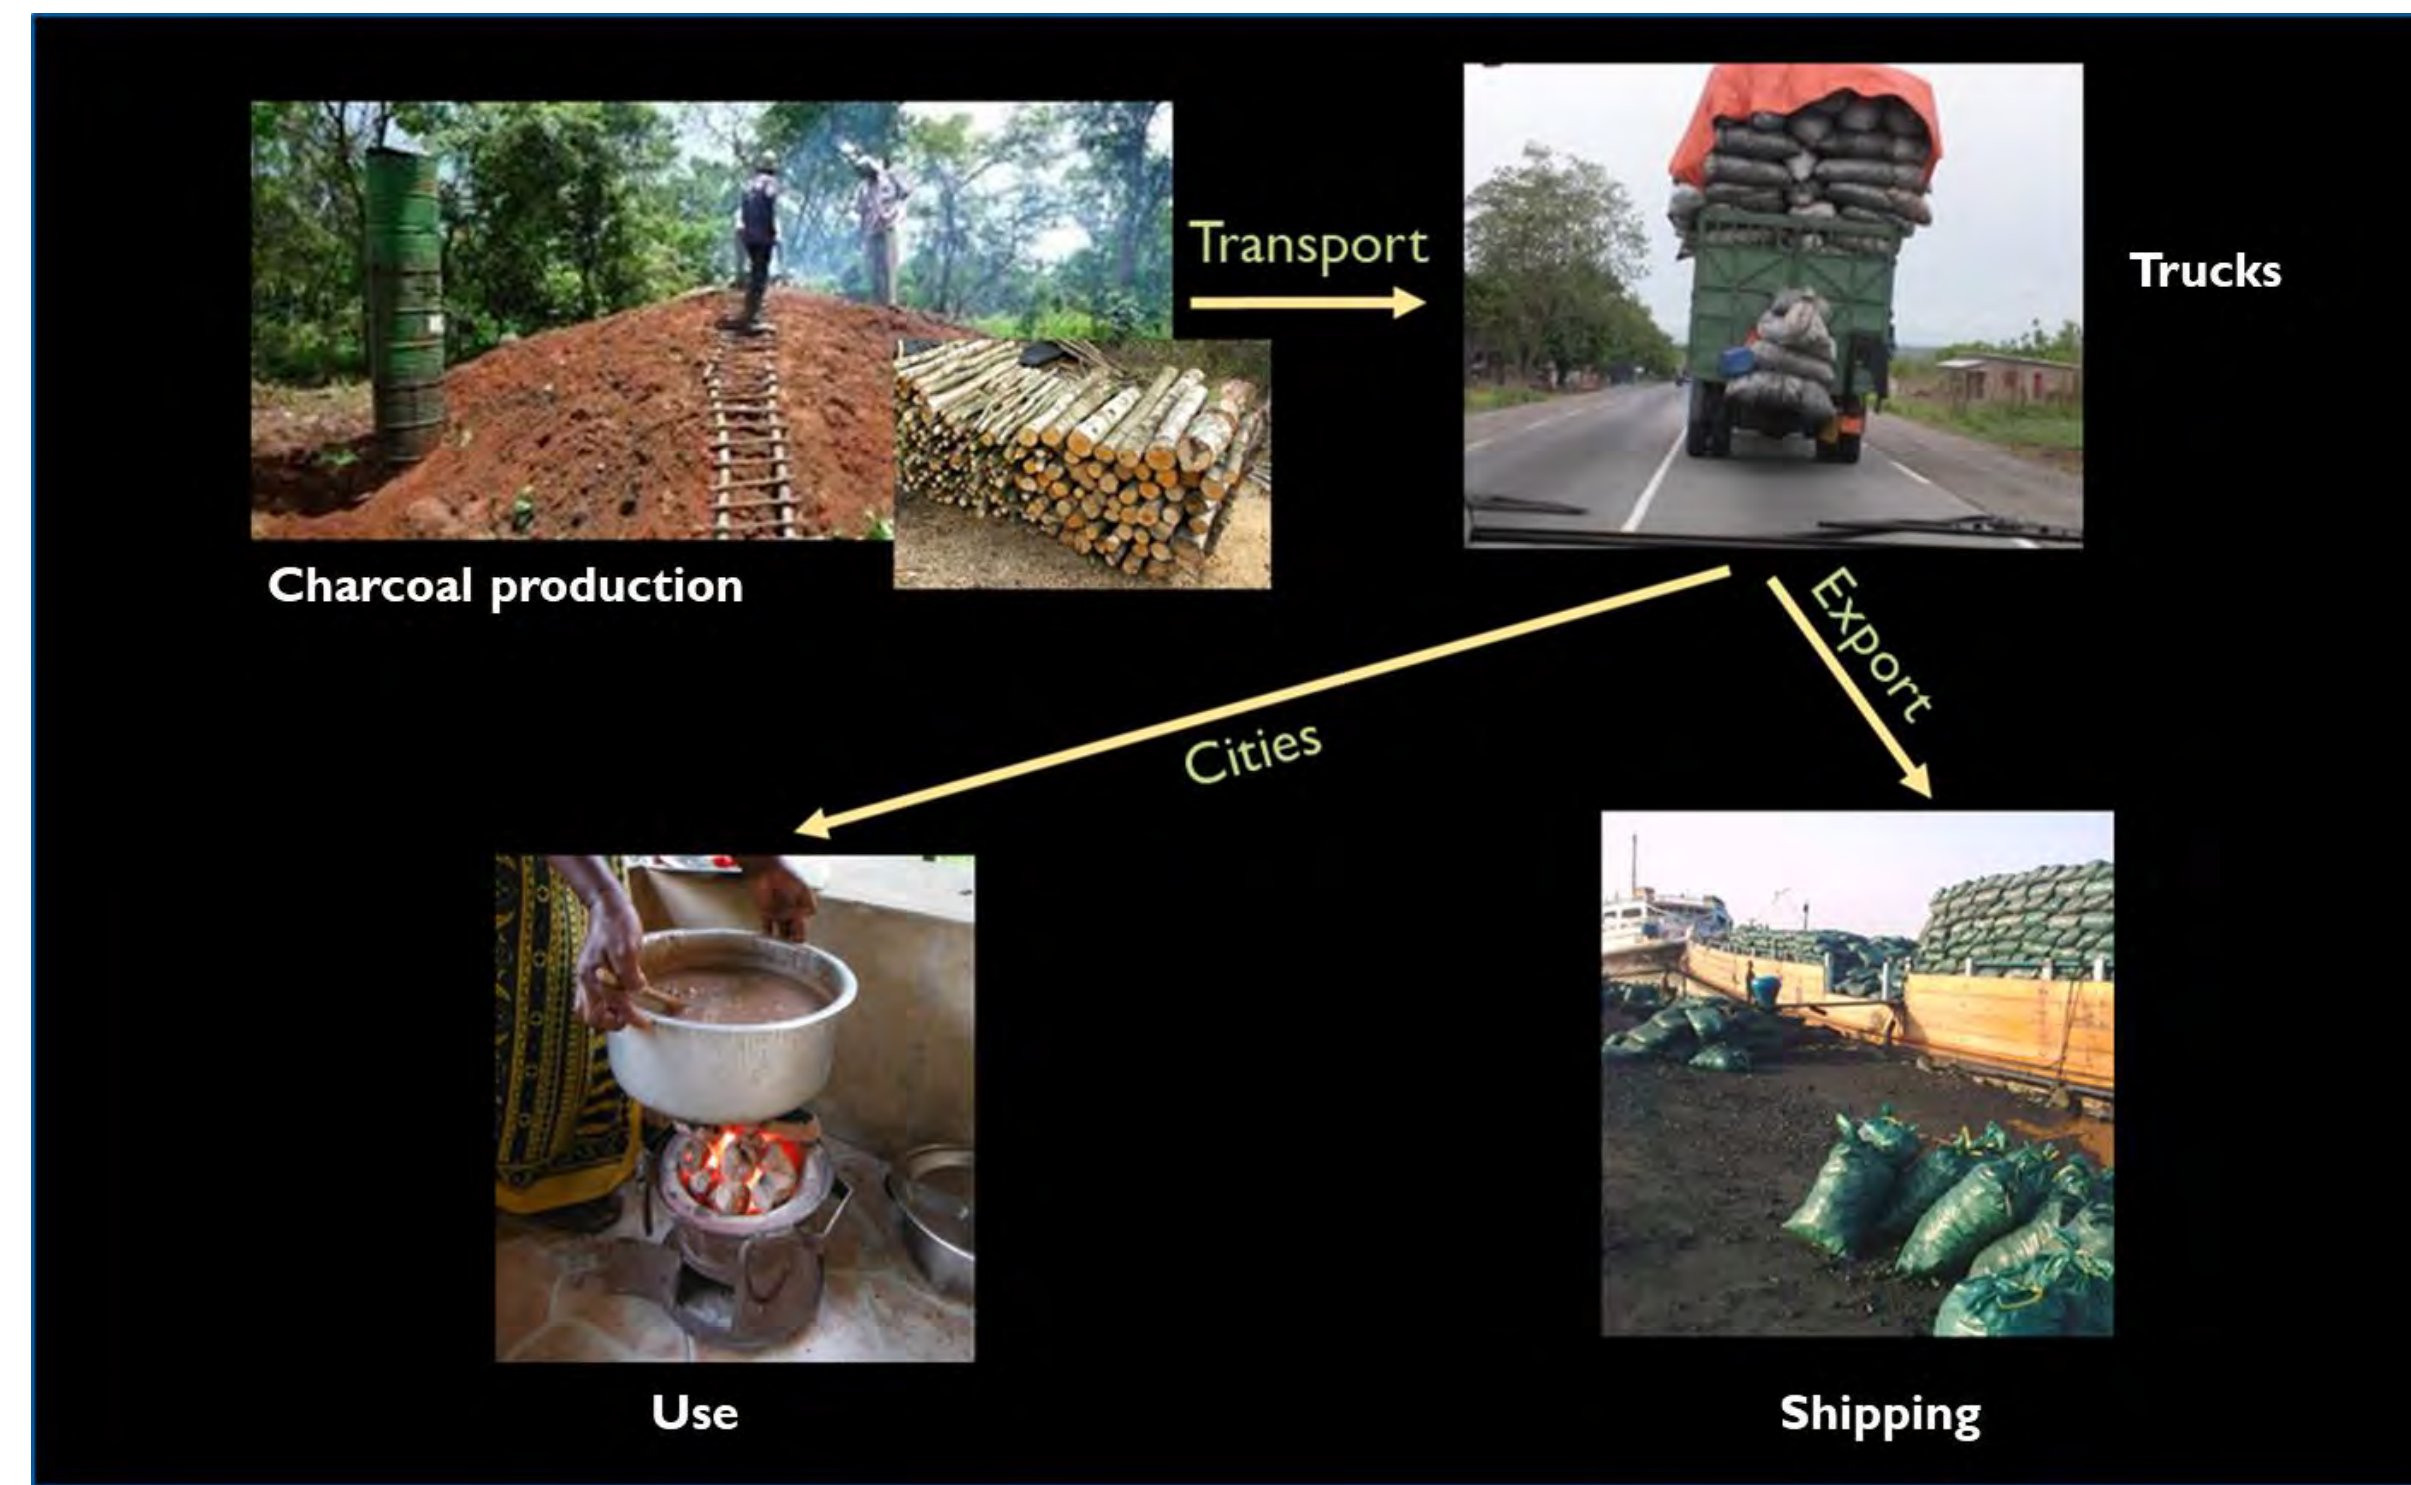 Transport
Trucks
Charcoal production
Export
Cities
Use
Shipping